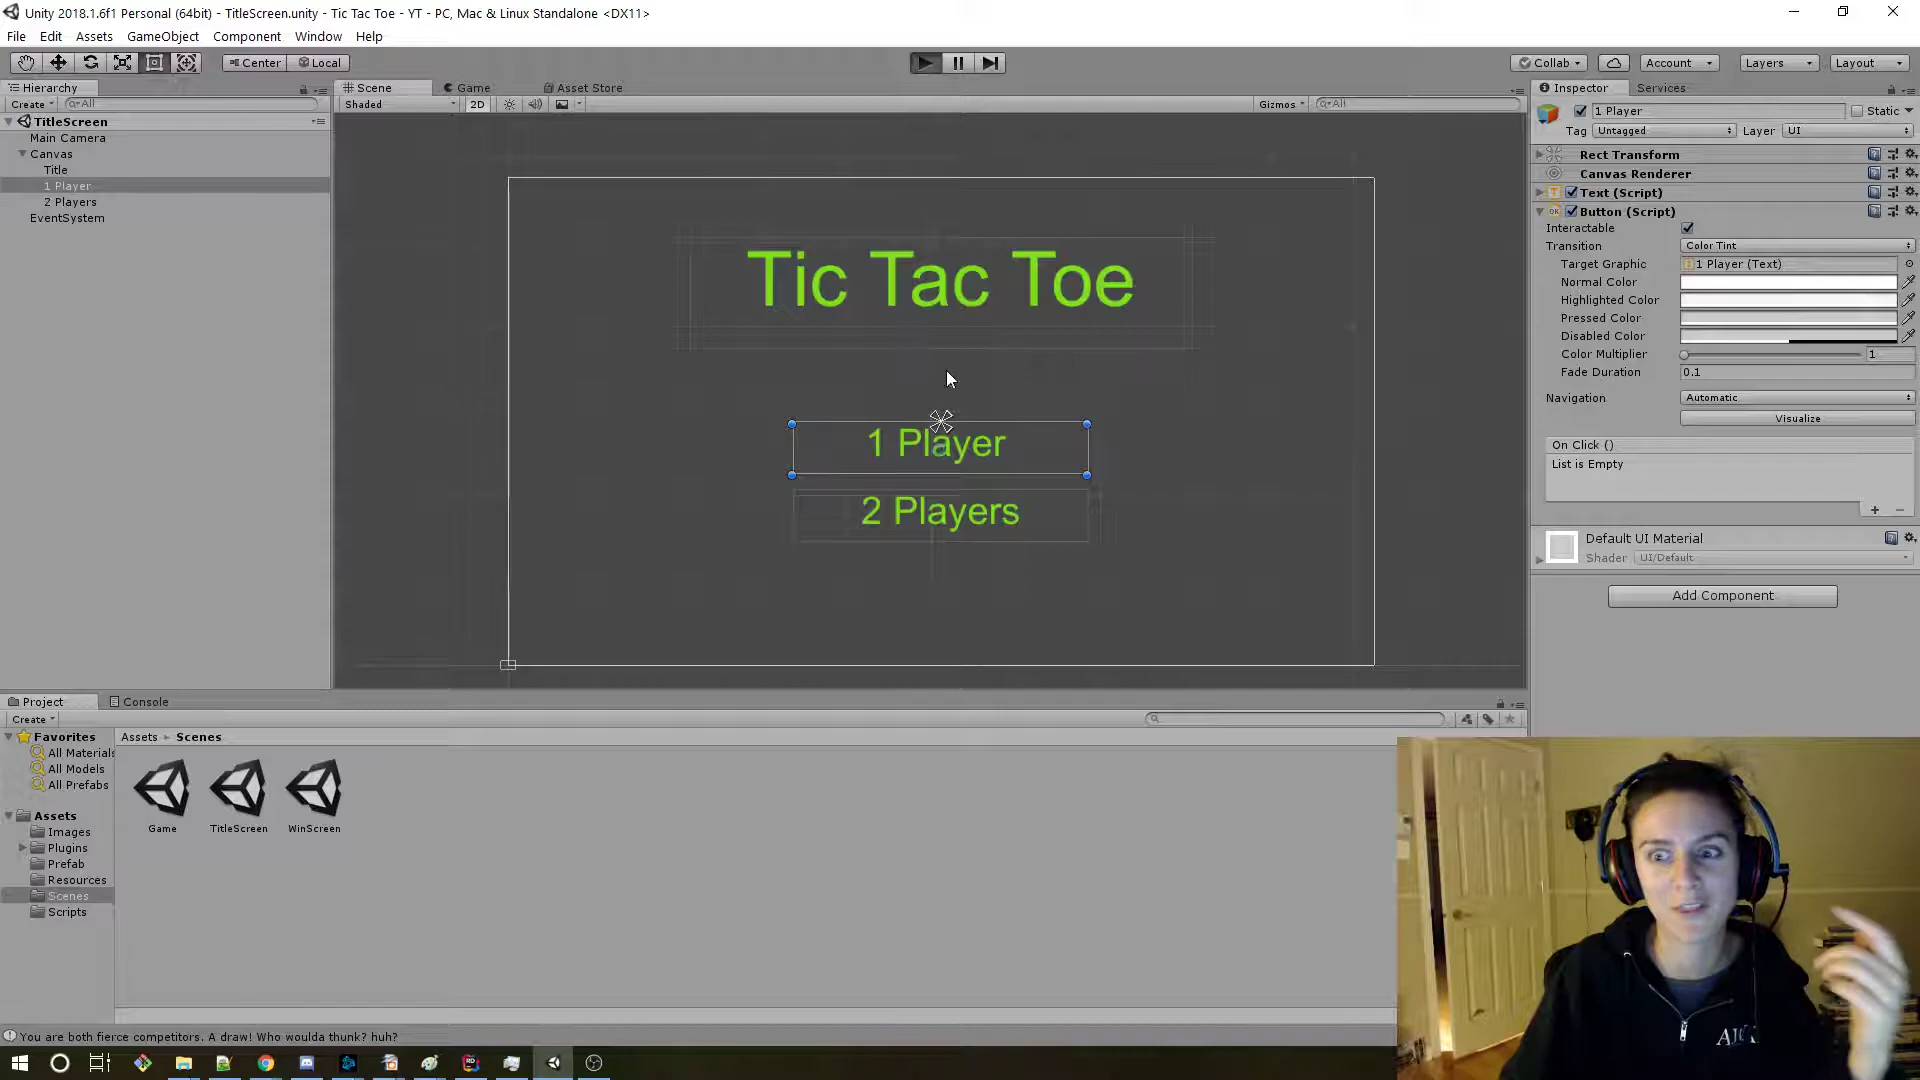 Unity 2018.1.6f1 Personal (64bit) - TitleScreen.unity - Tic Tac Toe - YT - PC, Mac & Linux Standalone <DX11>
File Edit Assets GameObject Component Window Help
Center Local
Collab Account Layers Layout
Hierarchy
Scene Game Asset Store
Inspector Services
Create All
Shaded 2D Gizmos All
1 Player Static
TitleScreen
Tag Untagged Layer UI
Main Camera
Canvas
Title
1 Player
2 Players
EventSystem
Tic Tac Toe
1 Player
2 Players
Rect Transform
Canvas Renderer
Text (Script)
Button (Script)
Interactable
Transition Color Tint
Target Graphic 1 Player (Text)
Normal Color
Highlighted Color
Pressed Color
Disabled Color
Color Multiplier 1
Fade Duration 0.1
Navigation Automatic
Visualize
On Click ()
List is Empty
+ −
Default UI Material
Shader UI/Default
Add Component
Project Console
Create
Favorites
All Materials
All Models
All Prefabs
Assets
Images
Plugins
Prefab
Resources
Scenes
Scripts
Assets Scenes
Game TitleScreen WinScreen
You are both fierce competitors. A draw! Who woulda thunk? huh?